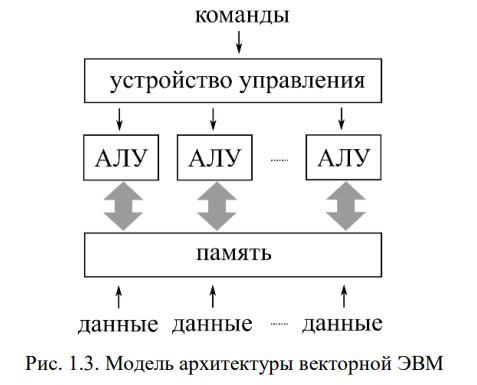 команды
устройство управления
АЛУ АЛУ ...... АЛУ
память
данные данные ...... данные
Рис. 1.3. Модель архитектуры векторной ЭВМ